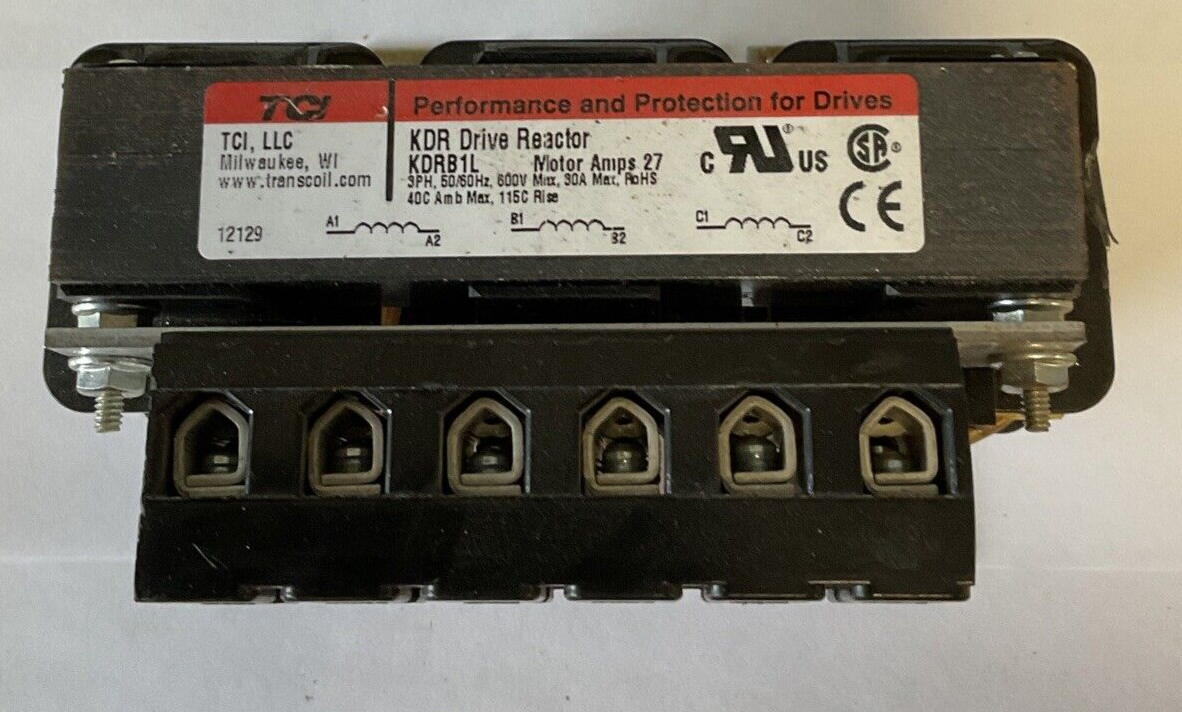 TCI
Performance and Protection for Drives
TCI, LLC
Milwaukee, WI
www.transcoil.com
12129
KDR Drive Reactor
KDRB1L Motor Amps 27
3PH, 50/60Hz, 600V Max, 30A Max, RoHS
40C Amb Max, 115C Rise
A1 A2
B1 B2
C1 C2
C RU® US
SA®
CE